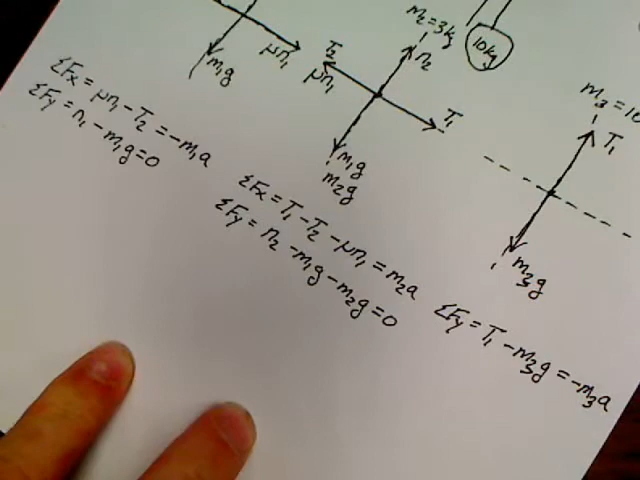 m₁g
μn₁
T₂
μn₁
m₂=3kg
n₂
T₁
m₁g
m₂g
10kg
m₃=10
T₁
m₃g
ΣFx = μn₁ - T₂ = -m₁a
ΣFy = n₁ - m₁g = 0
ΣFx = T₁ - T₂ - μn₁ = m₂a
ΣFy = n₂ - m₁g - m₂g = 0
ΣFy = T₁ - m₃g = -m₃a